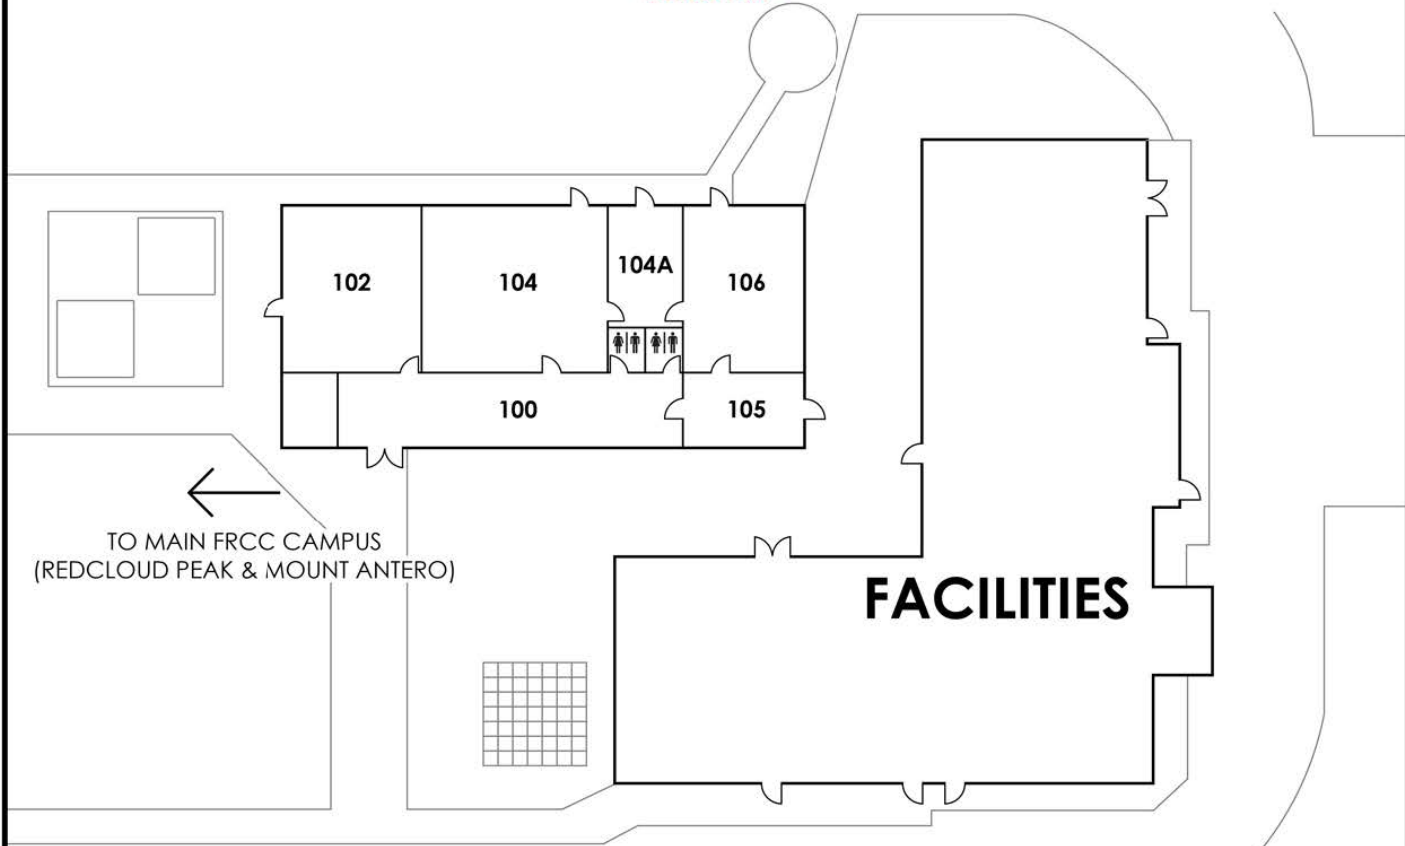 104A
102
104
106
100
105
TO MAIN FRCC CAMPUS
(REDCLOUD PEAK & MOUNT ANTERO)
FACILITIES